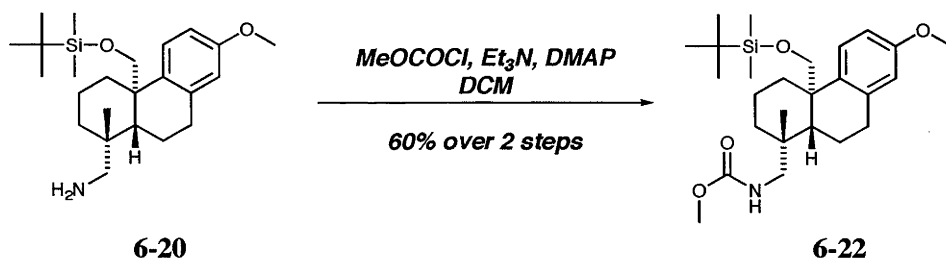 MeOCOCl, Et₃N, DMAP
DCM
60% over 2 steps
Si
O
O
H
H₂N
6-20
Si
O
O
H
O
O
N
H
6-22